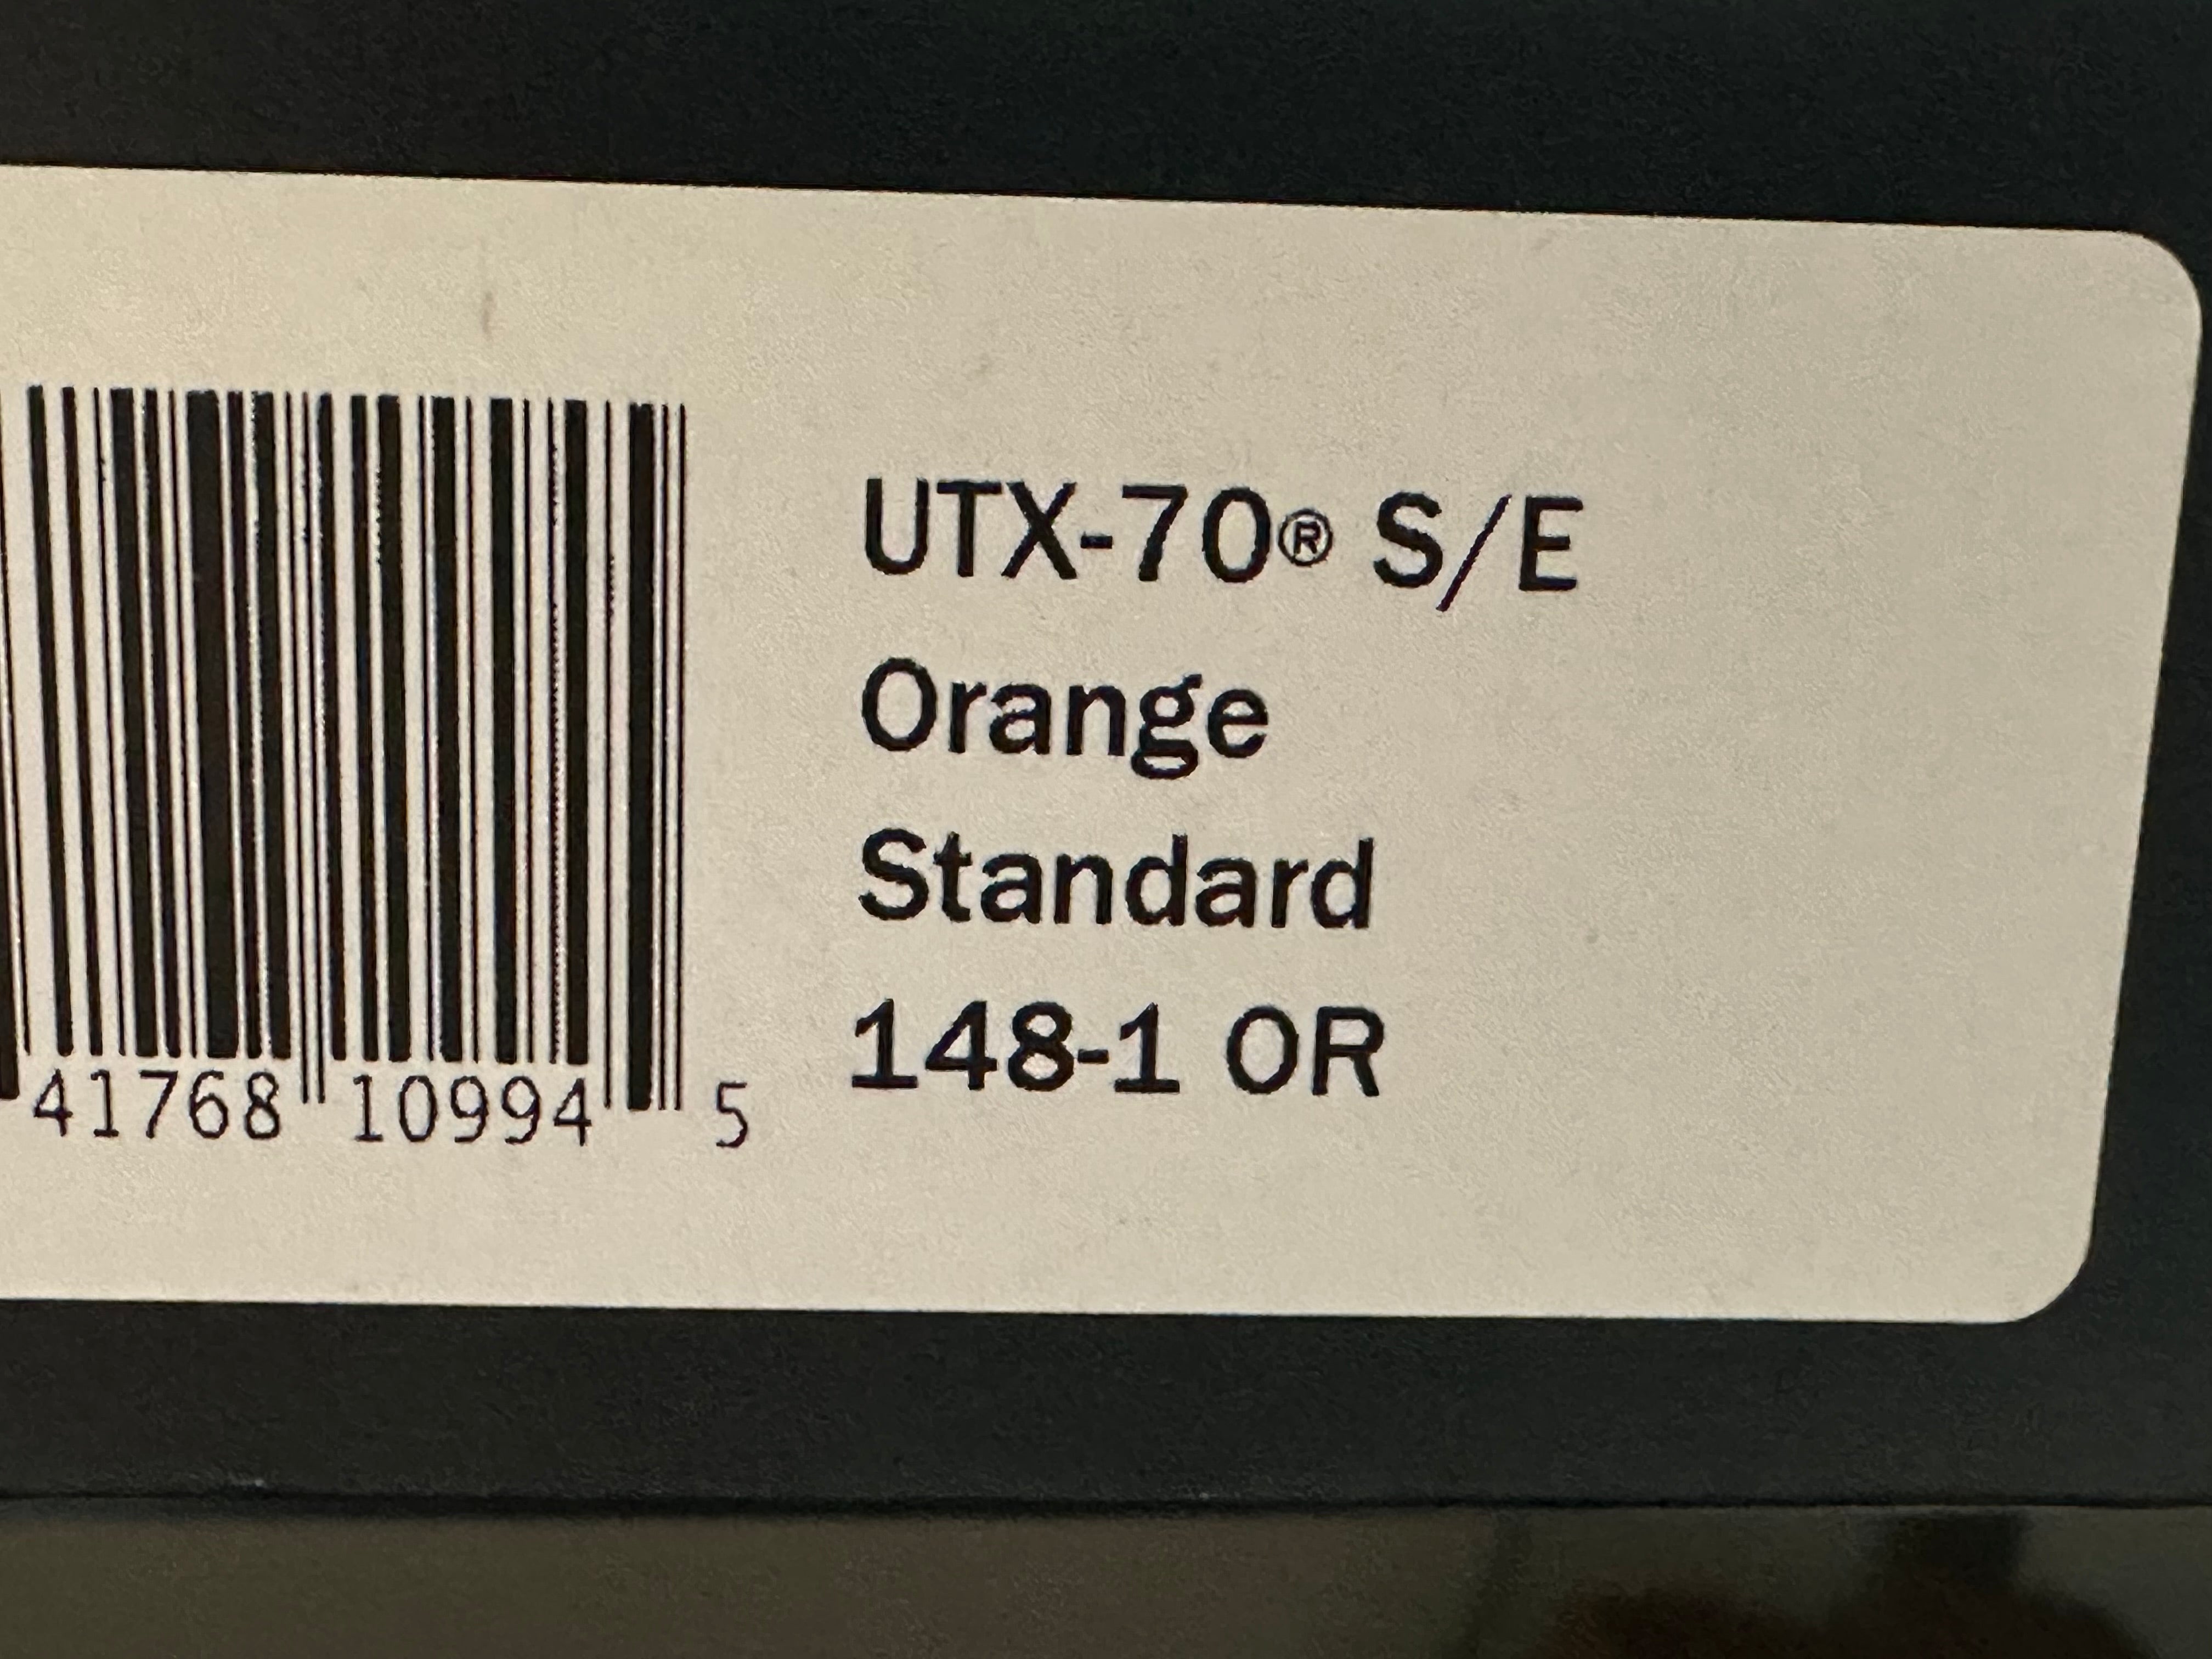 UTX-70® S/E
Orange
Standard
148-1 OR
41768 10994 5